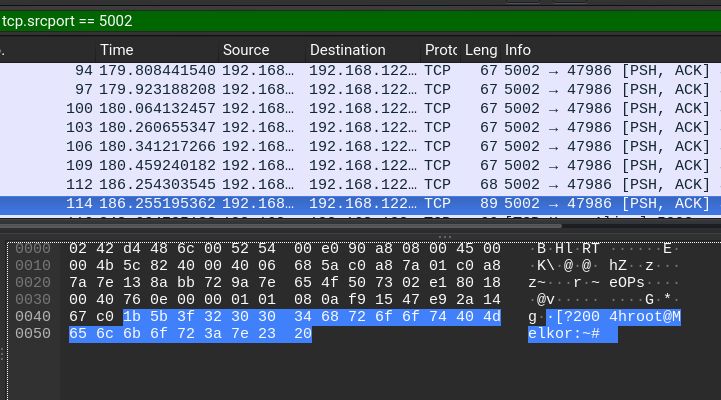 tcp.srcport == 5002
. Time Source Destination Protc Leng Info
94 179.808441540 192.168… 192.168.122… TCP 67 5002 → 47986 [PSH, ACK]
97 179.923188208 192.168… 192.168.122… TCP 67 5002 → 47986 [PSH, ACK]
100 180.064132457 192.168… 192.168.122… TCP 67 5002 → 47986 [PSH, ACK]
103 180.260655347 192.168… 192.168.122… TCP 67 5002 → 47986 [PSH, ACK]
106 180.341217266 192.168… 192.168.122… TCP 67 5002 → 47986 [PSH, ACK]
109 180.459240182 192.168… 192.168.122… TCP 67 5002 → 47986 [PSH, ACK]
112 186.254303545 192.168… 192.168.122… TCP 68 5002 → 47986 [PSH, ACK]
114 186.255195362 192.168… 192.168.122… TCP 89 5002 → 47986 [PSH, ACK]
0000 02 42 d4 48 6c 00 52 54 00 e0 90 a8 08 00 45 00 ·B·Hl·RT ······E·
0010 00 4b 5c 82 40 00 40 06 68 5a c0 a8 7a 01 c0 a8 ·K\·@·@· hZ··z···
0020 7a 7e 13 8a bb 72 9a 7e 65 4f 50 73 02 e1 80 18 z~···r·~ eOPs····
0030 00 40 76 0e 00 00 01 01 08 0a f9 15 47 e9 2a 14 ·@v····· ····G·*·
0040 67 c0 1b 5b 3f 32 30 30 34 68 72 6f 6f 74 40 4d g··[?200 4hroot@M
0050 65 6c 6b 6f 72 3a 7e 23 20 elkor:~#